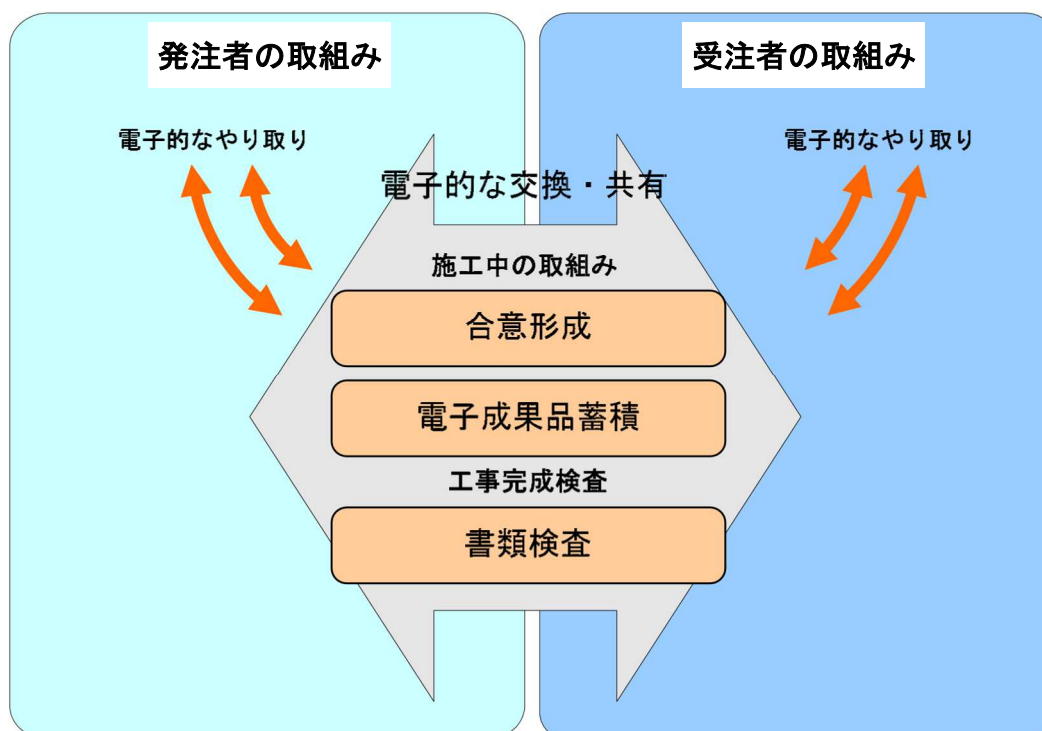 発注者の取組み
受注者の取組み
電子的なやり取り
電子的なやり取り
電子的な交換・共有
施工中の取組み
合意形成
電子成果品蓄積
工事完成検査
書類検査